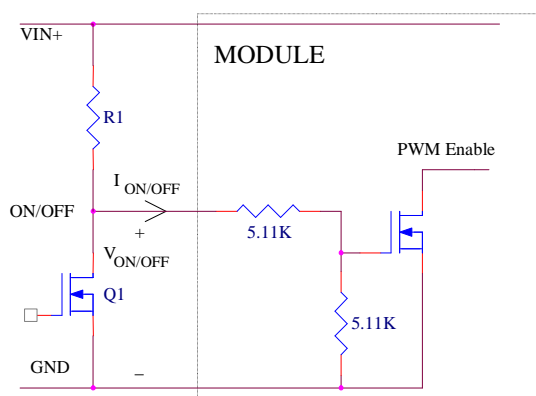 VIN+
MODULE
R1
PWM Enable
I ON/OFF
ON/OFF
+
5.11K
V ON/OFF
Q1
5.11K
GND
–